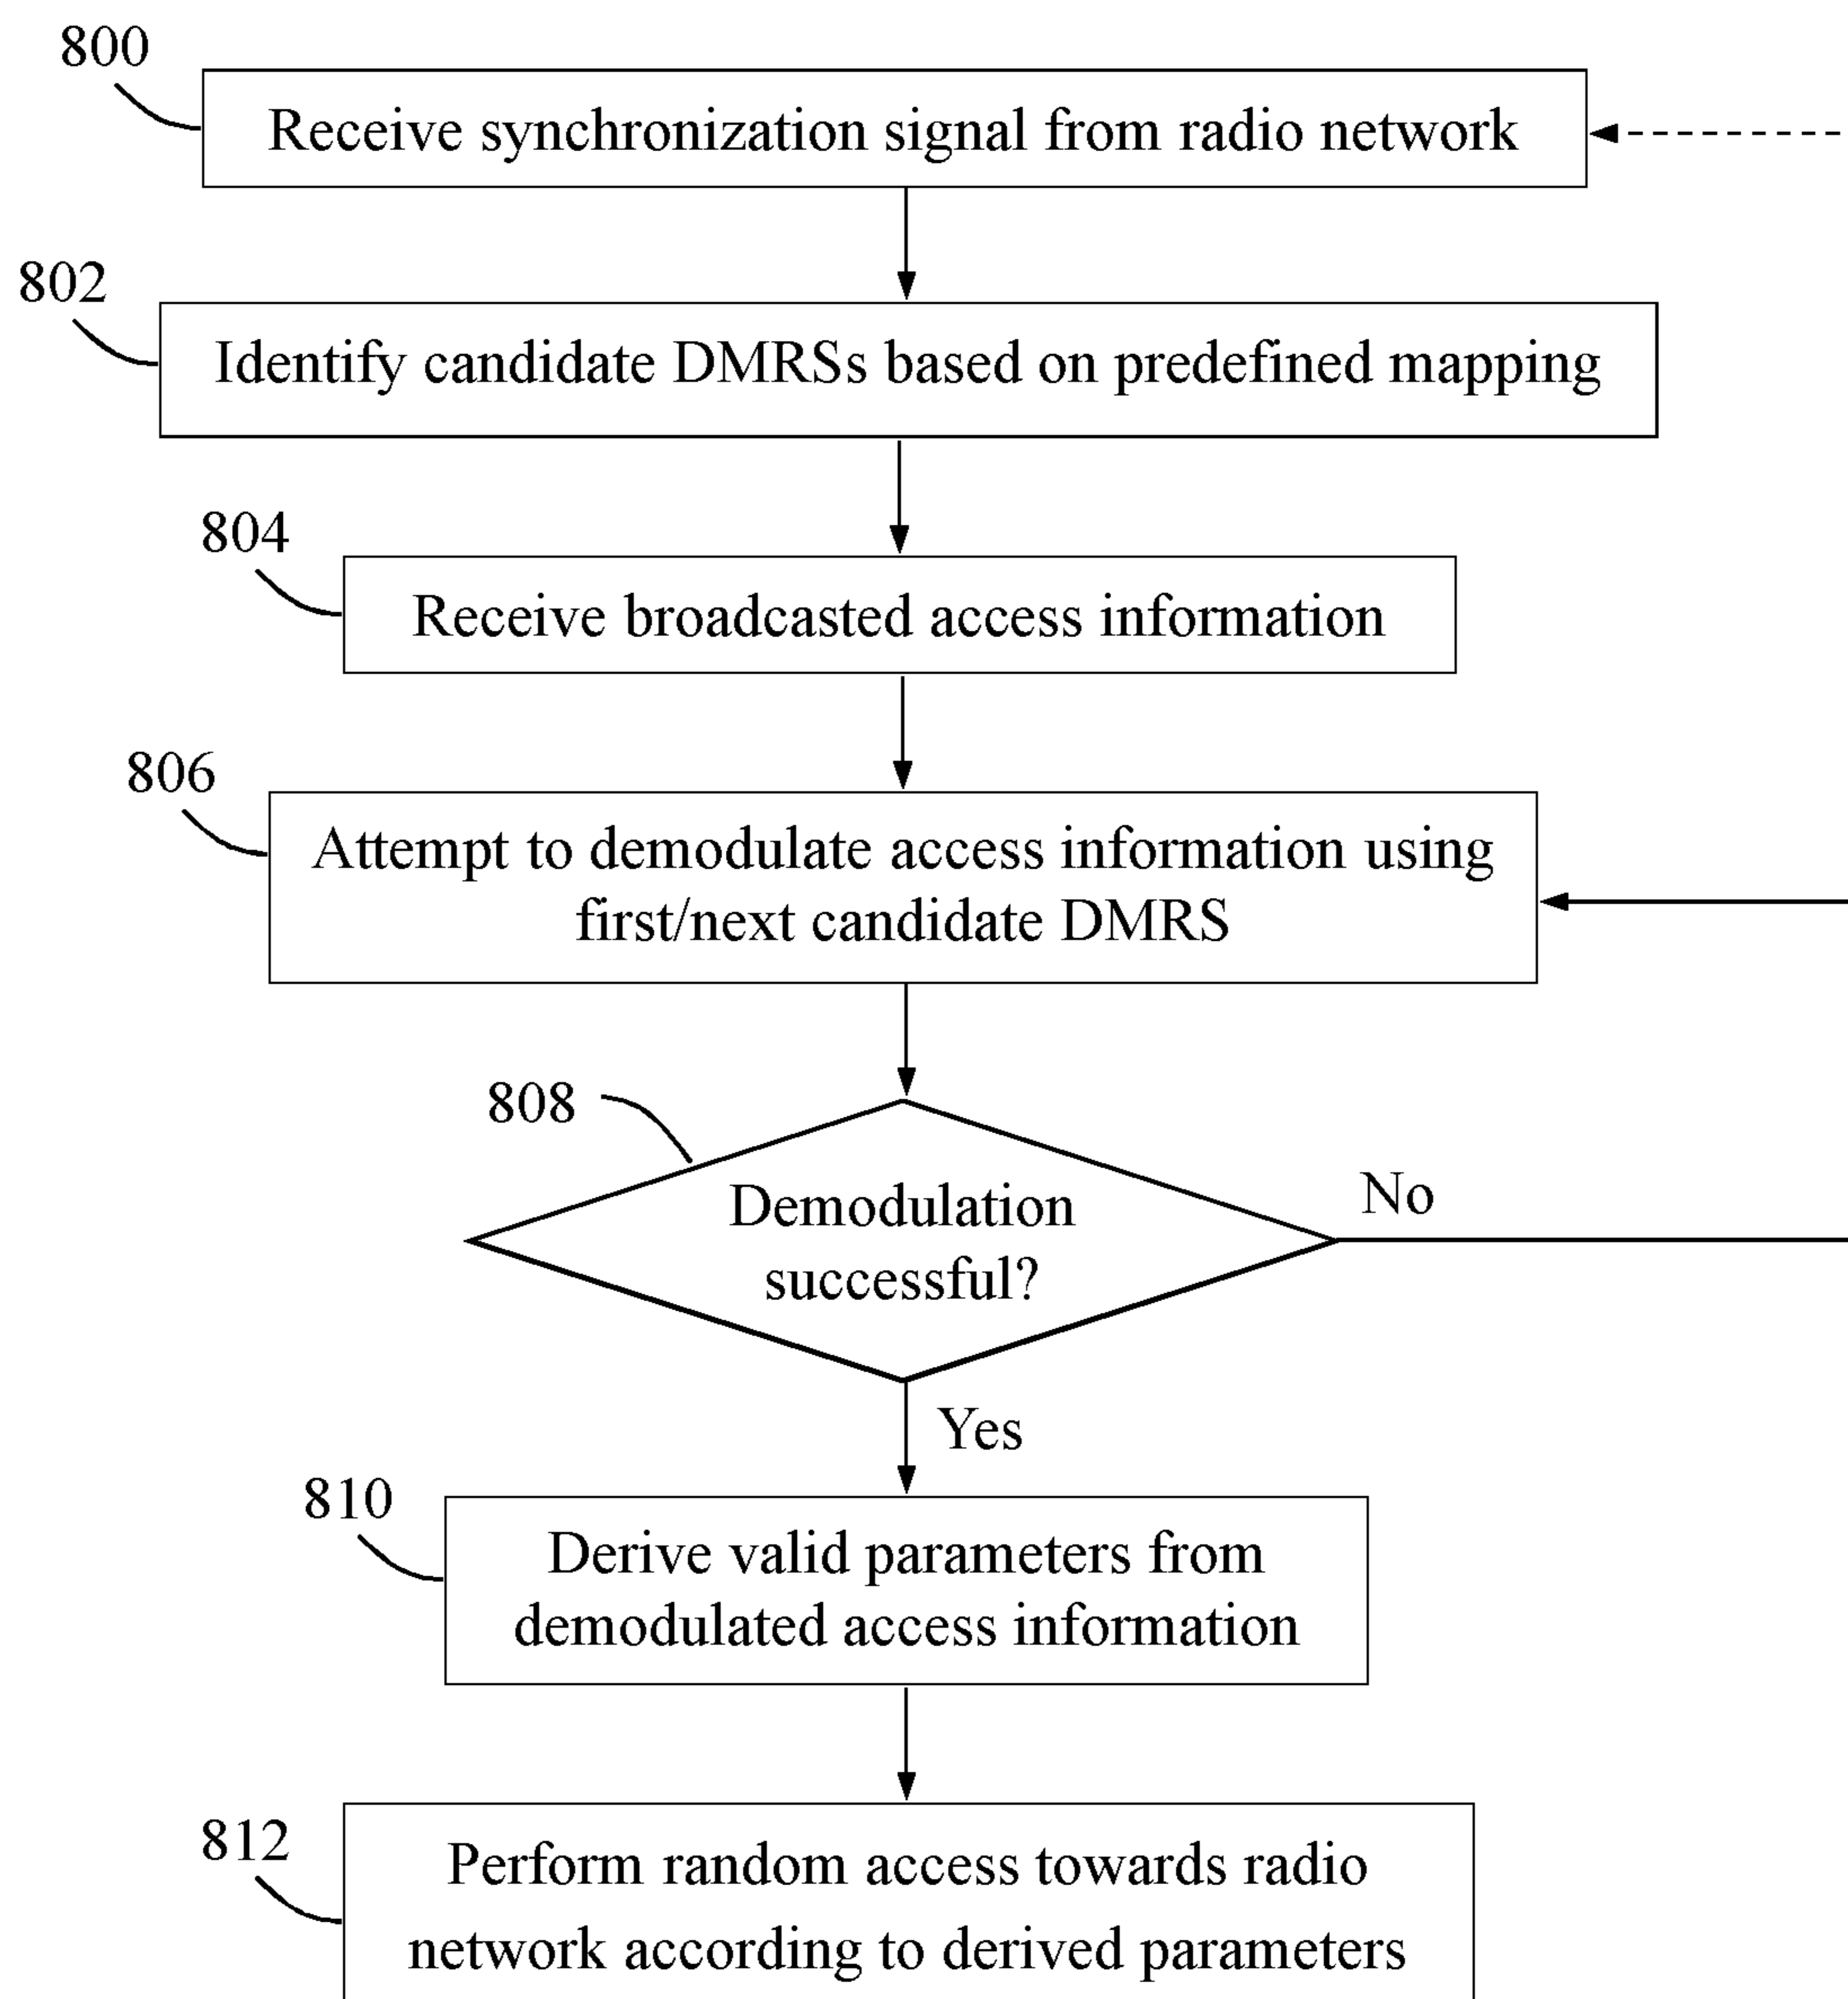 800
Receive synchronization signal from radio network
802
Identify candidate DMRSs based on predefined mapping
804
Receive broadcasted access information
806
Attempt to demodulate access information using
first/next candidate DMRS
808
Demodulation
successful?
No
Yes
810
Derive valid parameters from
demodulated access information
812
Perform random access towards radio
network according to derived parameters